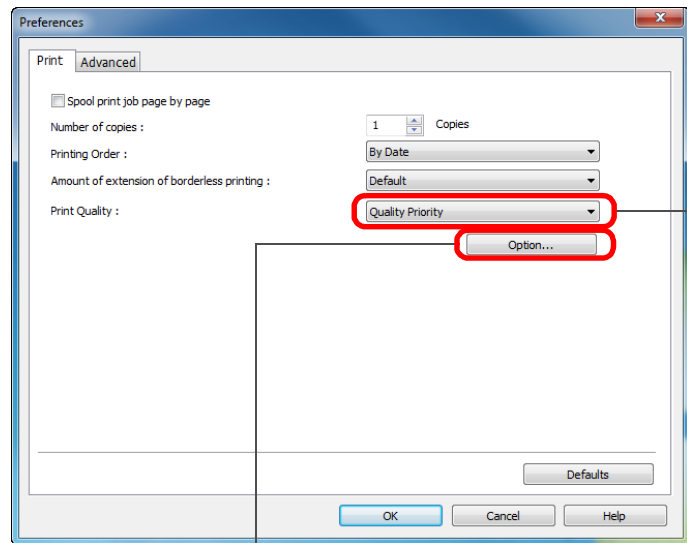 Preferences
Print Advanced
Spool print job page by page
Number of copies : 1 Copies
Printing Order : By Date
Amount of extension of borderless printing : Default
Print Quality : Quality Priority
Option...
Defaults
OK Cancel Help